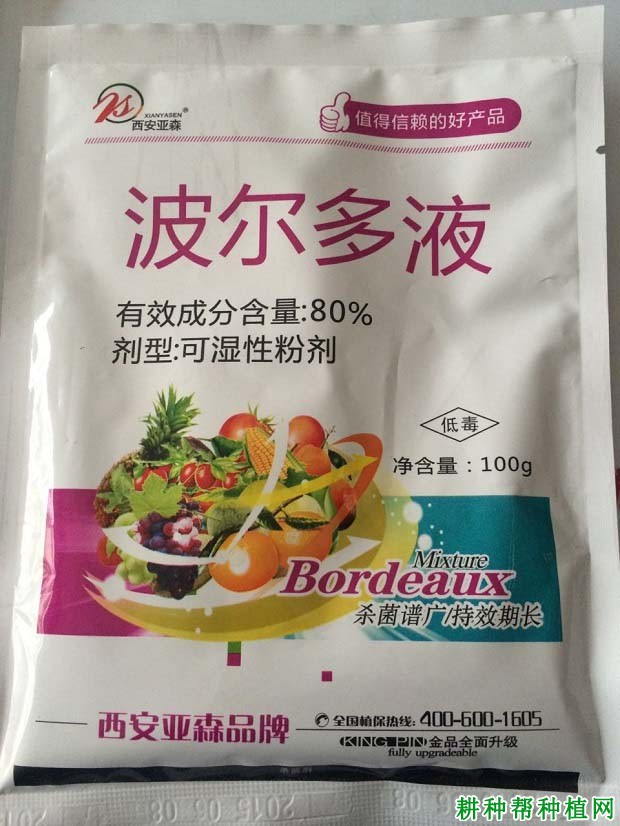 XIANYASEN®
西安亚森
值得信赖的好产品
波尔多液
有效成分含量:80%
剂型:可湿性粉剂
低毒
净含量：100g
Mixture
Bordeaux
杀菌谱广/持效期长
西安亚森品牌
全国植保热线: 400-600-1605
KING-PIN 金品全面升级
fully upgradeable
2015 05 08
耕种帮种植网